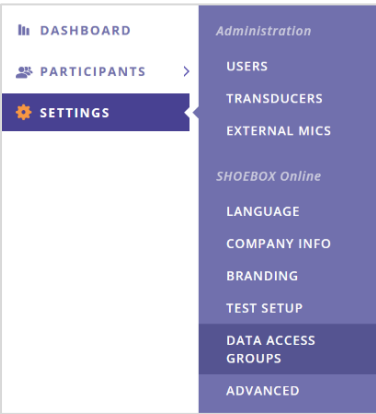 DASHBOARD
PARTICIPANTS
SETTINGS
Administration
USERS
TRANSDUCERS
EXTERNAL MICS
SHOEBOX Online
LANGUAGE
COMPANY INFO
BRANDING
TEST SETUP
DATA ACCESS
GROUPS
ADVANCED